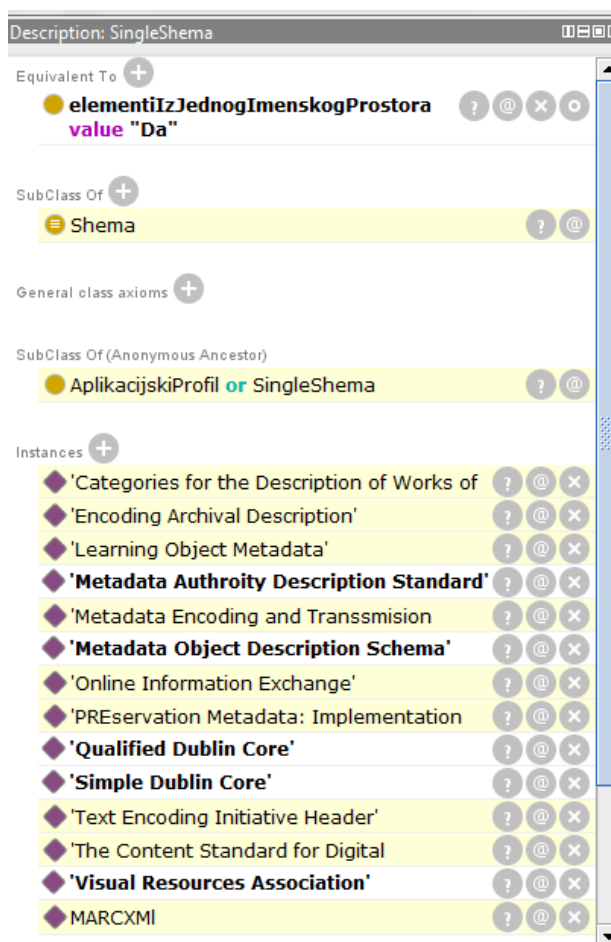 Description: SingleShema
Equivalent To
elementiIzJednogImenskogProstora
value "Da"
SubClass Of
Shema
General class axioms
SubClass Of (Anonymous Ancestor)
AplikacijskiProfil or SingleShema
Instances
'Categories for the Description of Works of
'Encoding Archival Description'
'Learning Object Metadata'
'Metadata Authroity Description Standard'
'Metadata Encoding and Transsmision
'Metadata Object Description Schema'
'Online Information Exchange'
'PREservation Metadata: Implementation
'Qualified Dublin Core'
'Simple Dublin Core'
'Text Encoding Initiative Header'
'The Content Standard for Digital
'Visual Resources Association'
MARCXMl